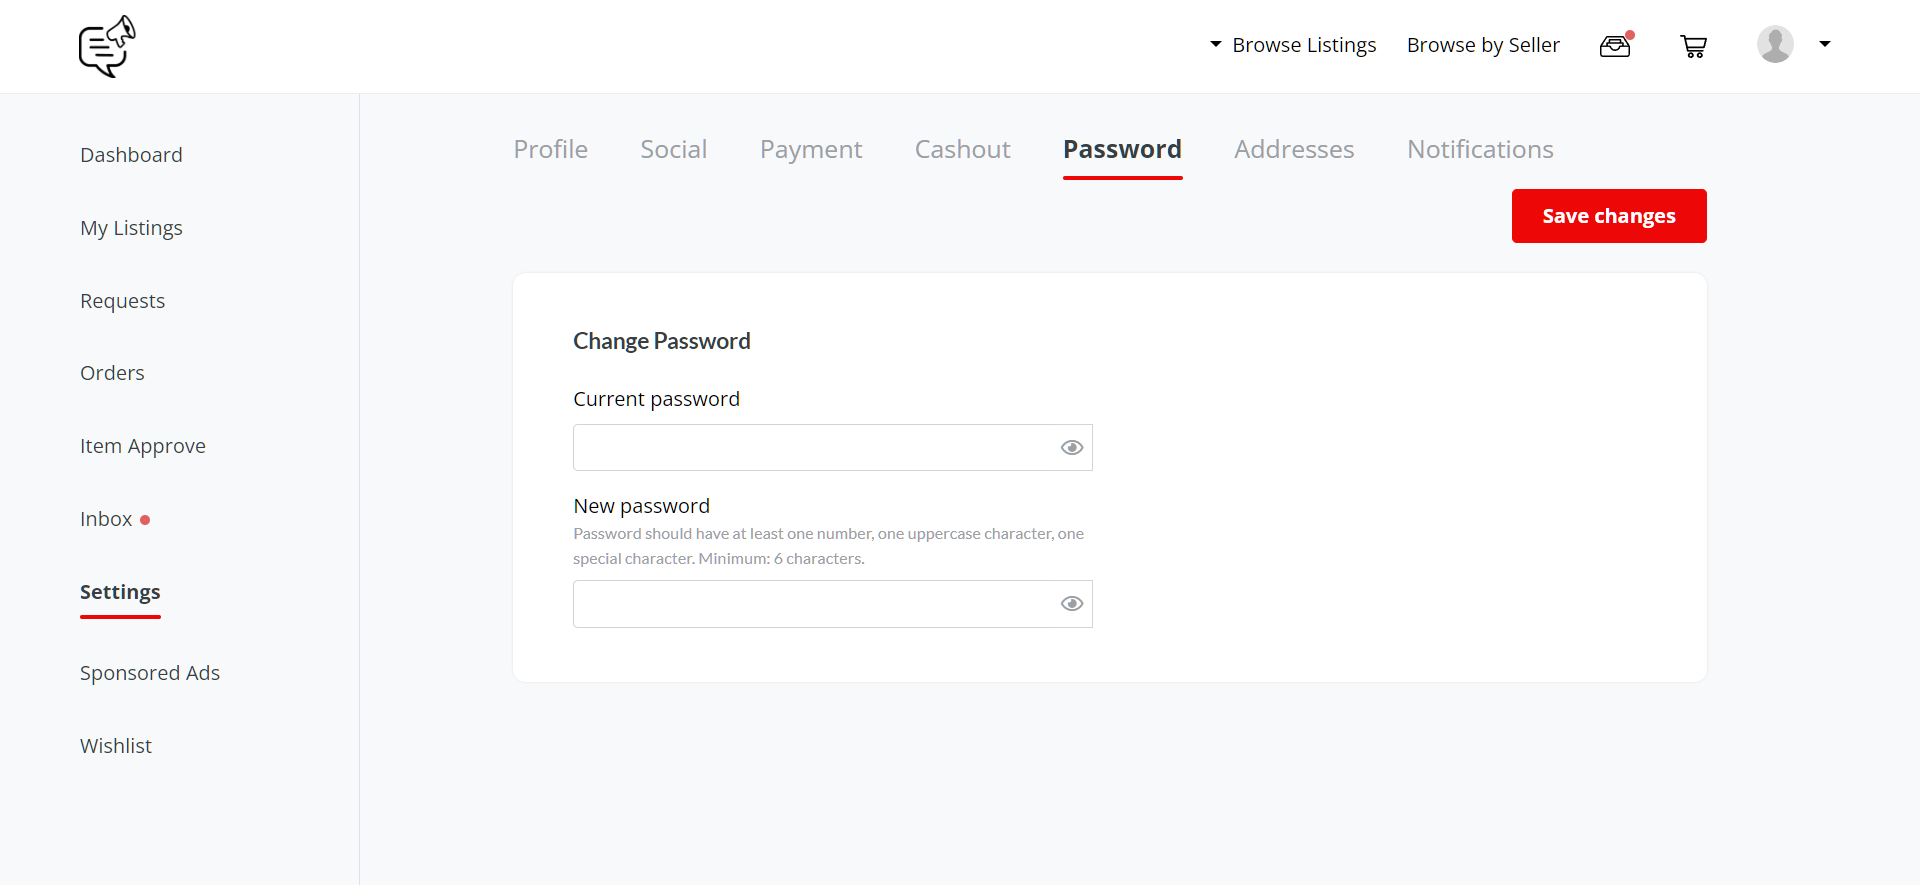 Browse Listings
Browse by Seller
Dashboard
My Listings
Requests
Orders
Item Approve
Inbox
Settings
Sponsored Ads
Wishlist
Profile
Social
Payment
Cashout
Password
Addresses
Notifications
Save changes
Change Password
Current password
New password
Password should have at least one number, one uppercase character, one
special character. Minimum: 6 characters.